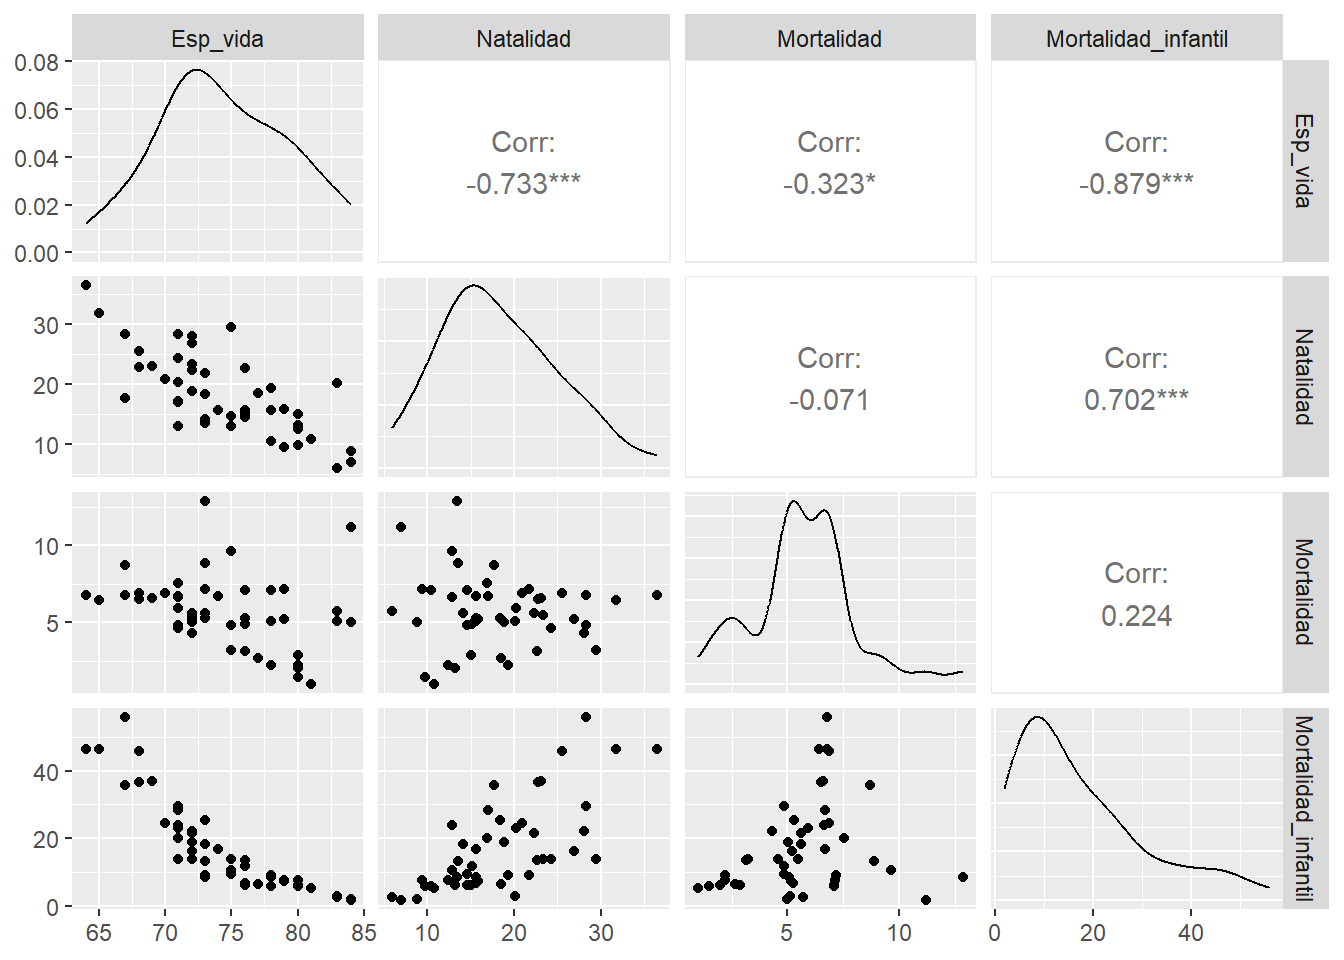 Esp_vida
Natalidad
Mortalidad
Mortalidad_infantil
0.08
0.06
0.04
0.02
0.00
Corr:
-0.733***
Corr:
-0.323*
Corr:
-0.879***
Esp_vida
30
20
10
Corr:
-0.071
Corr:
0.702***
Natalidad
10
5
Corr:
0.224
Mortalidad
40
20
0
Mortalidad_infantil
65 70 75 80 85
10 20 30
5 10
0 20 40